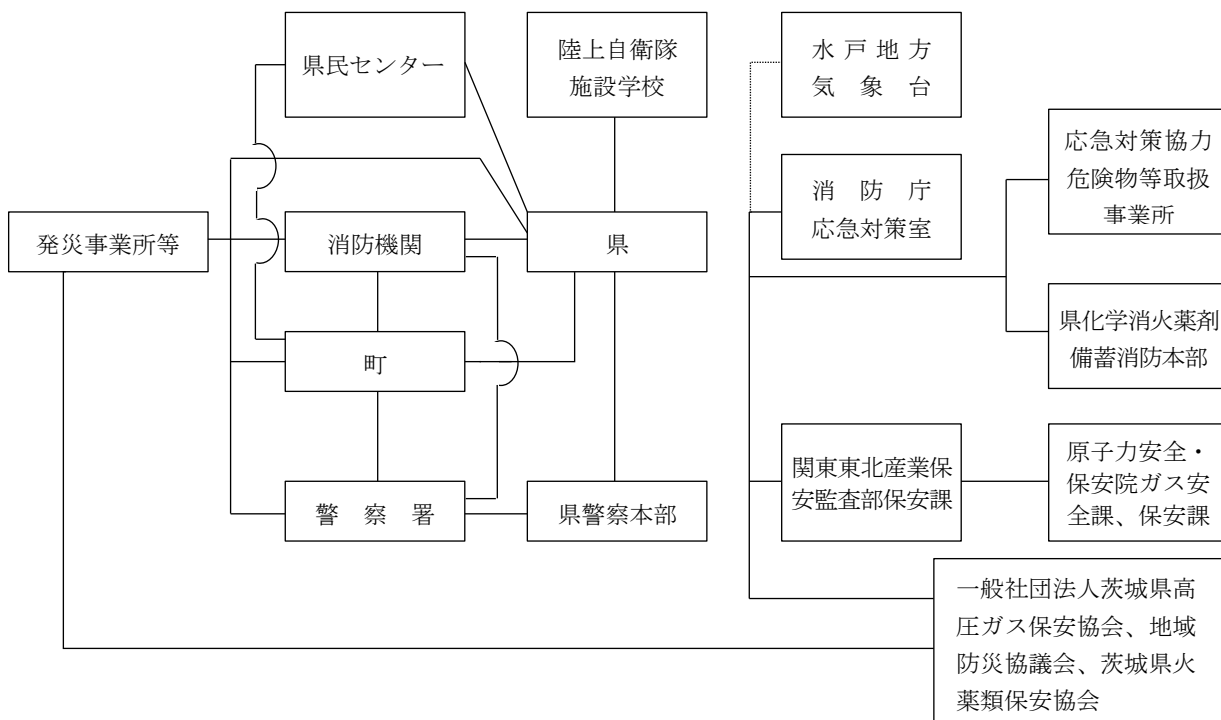 県民センター
陸上自衛隊
施設学校
水戸地方
気象台
応急対策協力
危険物等取扱
事業所
消防庁
応急対策室
発災事業所等
消防機関
県
県化学消火薬剤
備蓄消防本部
町
関東東北産業保
安監査部保安課
原子力安全・
保安院ガス安
全課、保安課
警察署
県警察本部
一般社団法人茨城県高
圧ガス保安協会、地域
防災協議会、茨城県火
薬類保安協会